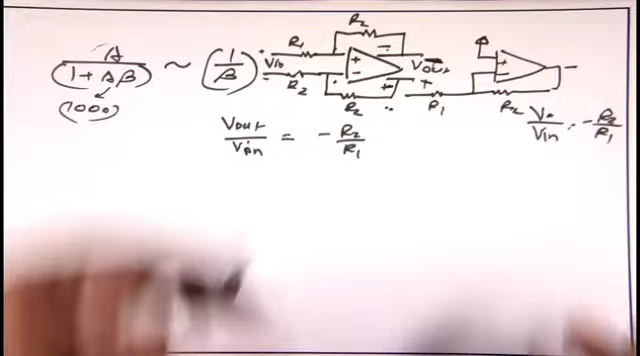 A / (1 + Aβ) ~ (1/β)
(1000)
R1 R2 Vin R2 R2 + − − + Vout + R1
+ − R2
Vout/Vin = − R2/R1
Vo/Vin = − R2/R1